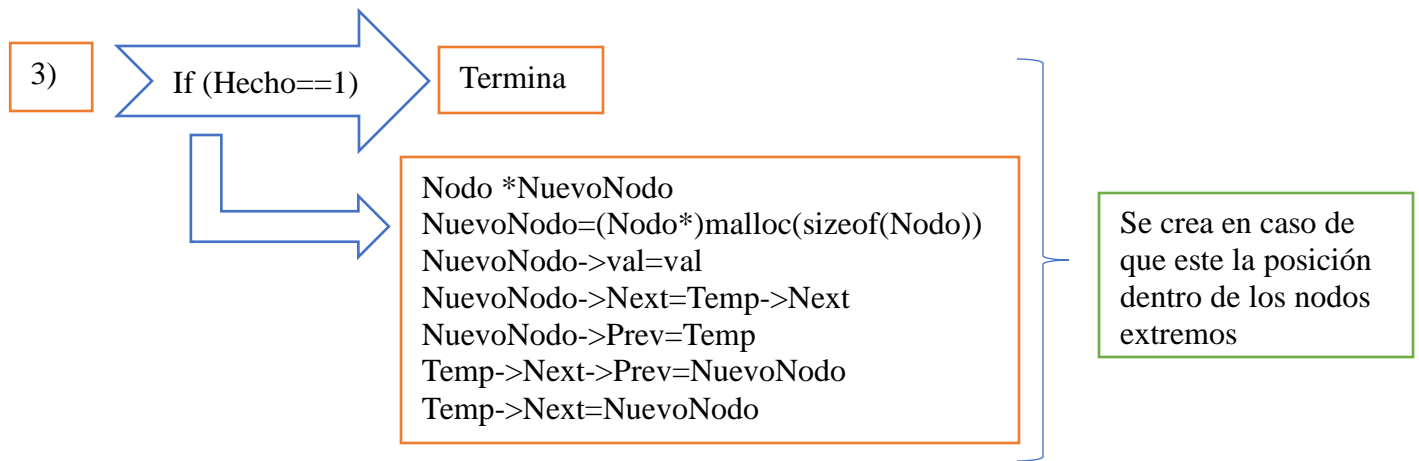 3)
If (Hecho==1)
Termina
Nodo *NuevoNodo
NuevoNodo=(Nodo*)malloc(sizeof(Nodo))
NuevoNodo->val=val
NuevoNodo->Next=Temp->Next
NuevoNodo->Prev=Temp
Temp->Next->Prev=NuevoNodo
Temp->Next=NuevoNodo
Se crea en caso de
que este la posición
dentro de los nodos
extremos